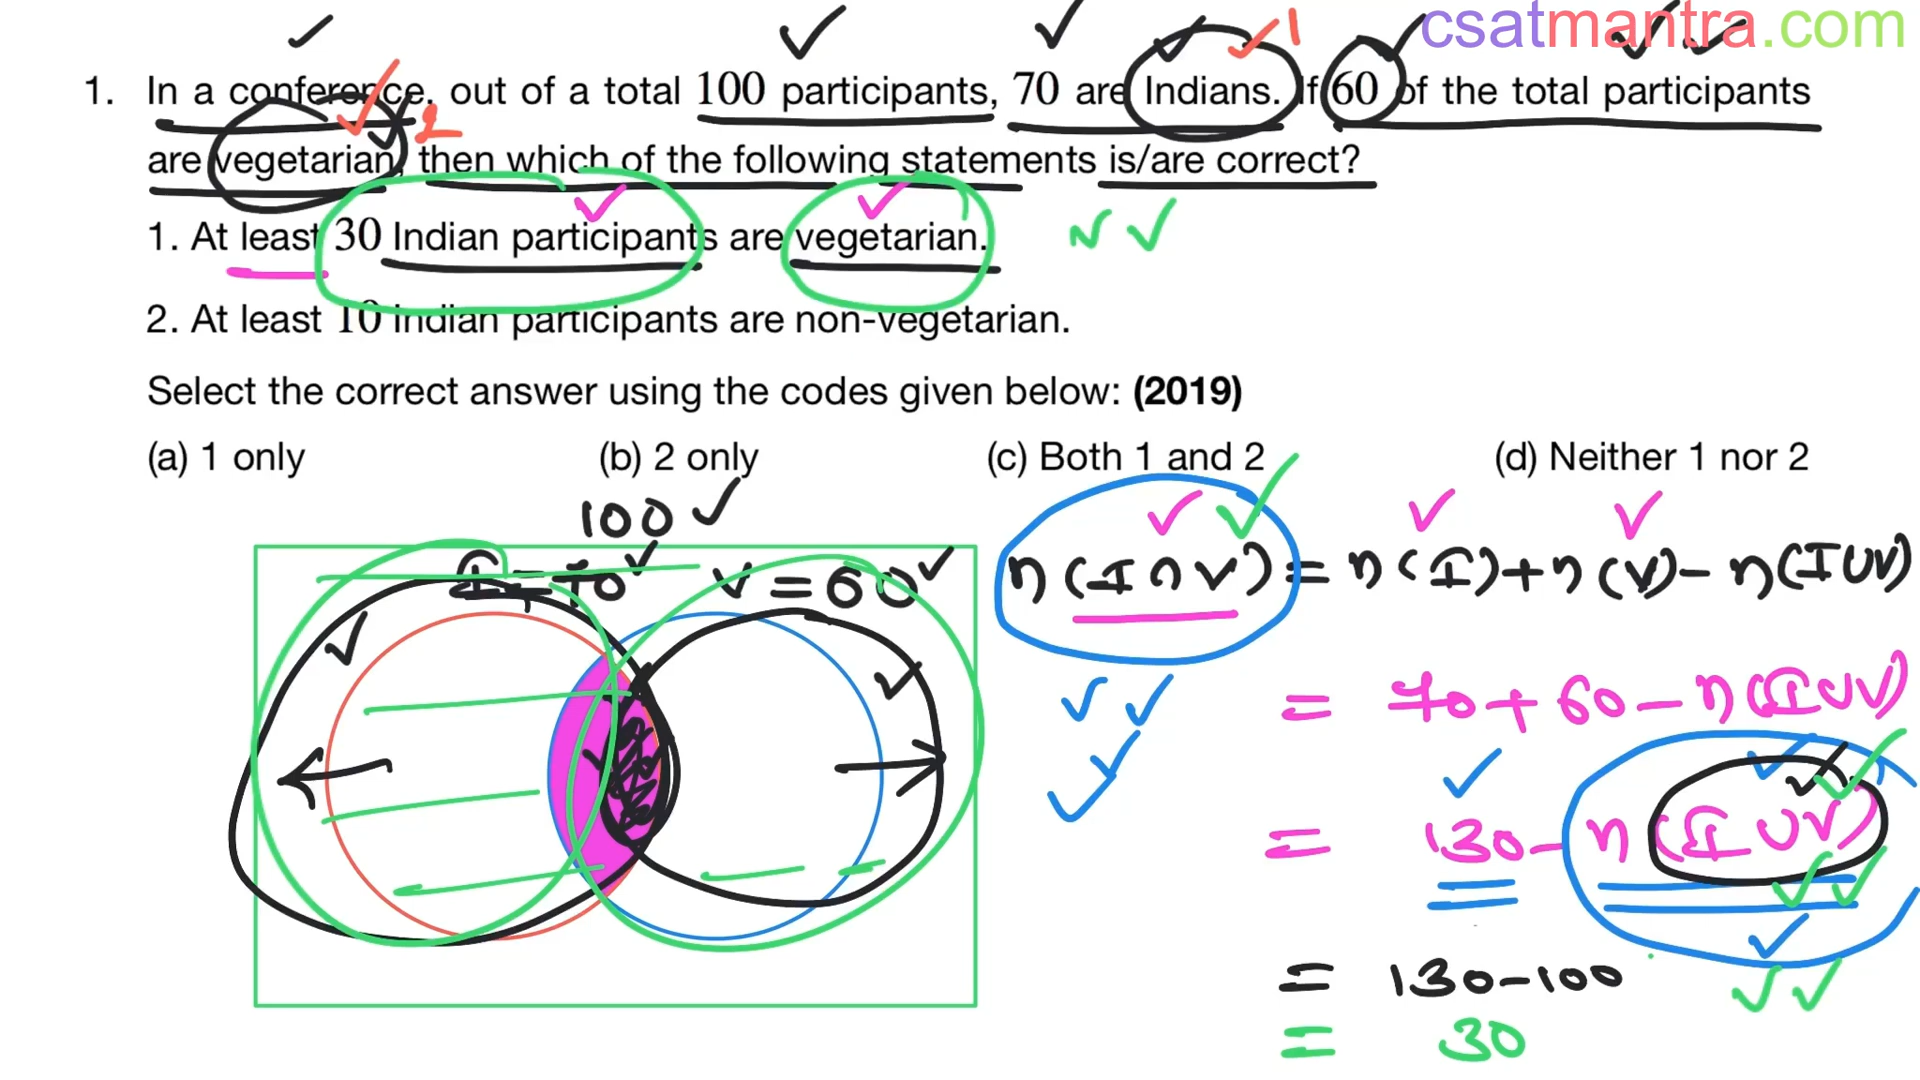 csatmantra.com
1. In a conference, out of a total 100 participants, 70 are Indians. If 60 of the total participants
are vegetarian, then which of the following statements is/are correct?
1
2
1. At least 30 Indian participants are vegetarian.
2. At least 10 Indian participants are non-vegetarian.
Select the correct answer using the codes given below: (2019)
(a) 1 only (b) 2 only (c) Both 1 and 2 (d) Neither 1 nor 2
100
I = 70 V = 60
n (I ∩ V) = n (I) + n (V) − n (I ∪ V)
= 70 + 60 − n (I ∪ V)
= 130 − n (I ∪ V)
= 130 − 100
= 30